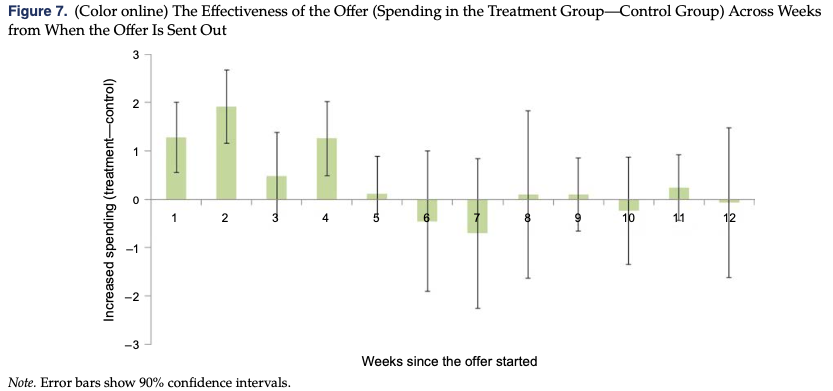 Figure 7. (Color online) The Effectiveness of the Offer (Spending in the Treatment Group—Control Group) Across Weeks
from When the Offer Is Sent Out
Increased spending (treatment—control)
3
2
1
0
–1
–2
–3
1 2 3 4 5 6 7 8 9 10 11 12
Weeks since the offer started
Note. Error bars show 90% confidence intervals.